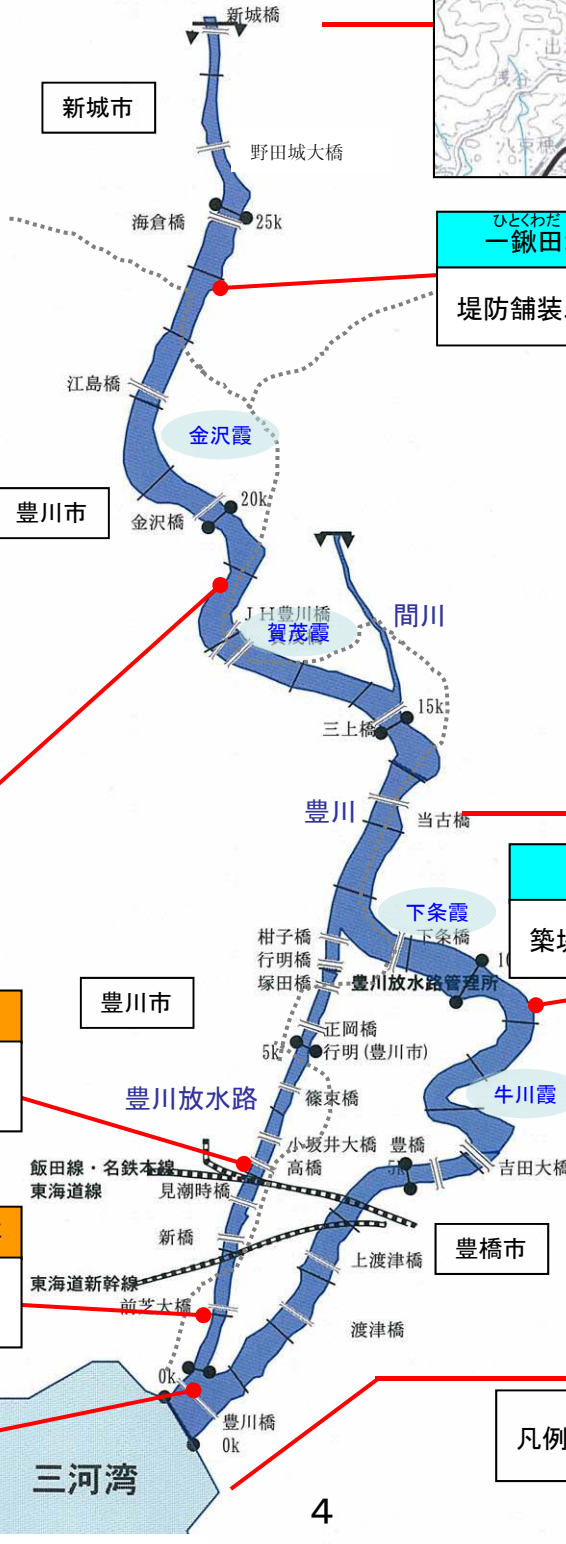 新城橋
新城市
野田城大橋
海倉橋
25k
ひとくわだ
一鍬田
堤防舗装
江島橋
金沢霞
豊川市
金沢橋
20k
JH豊川橋
賀茂霞
間川
15k
三上橋
豊川
当古橋
下条霞
下条橋
柑子橋
行明橋
塚田橋
豊川放水路管理所
豊川市
正岡橋
5k
行明(豊川市)
牛川霞
豊川放水路
篠束橋
小坂井大橋
豊橋
吉田大橋
飯田線・名鉄本線
高橋
東海道線
見潮時橋
新橋
上渡津橋
豊橋市
東海道新幹線
前芝大橋
渡津橋
0k
豊川橋
0k
凡例
三河湾
4